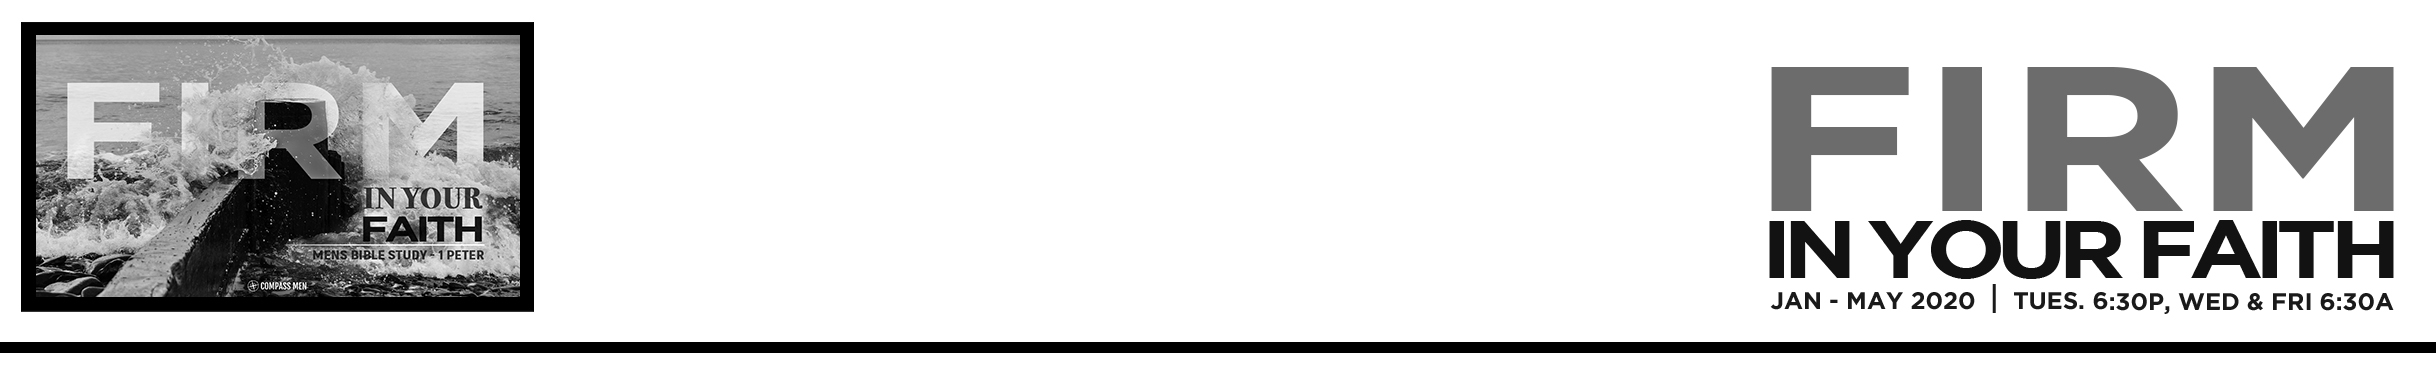 FIRM
IN YOUR
FAITH
MENS BIBLE STUDY - 1 PETER
COMPASS MEN
FIRM
IN YOUR FAITH
JAN - MAY 2020 | TUES. 6:30P, WED & FRI 6:30A